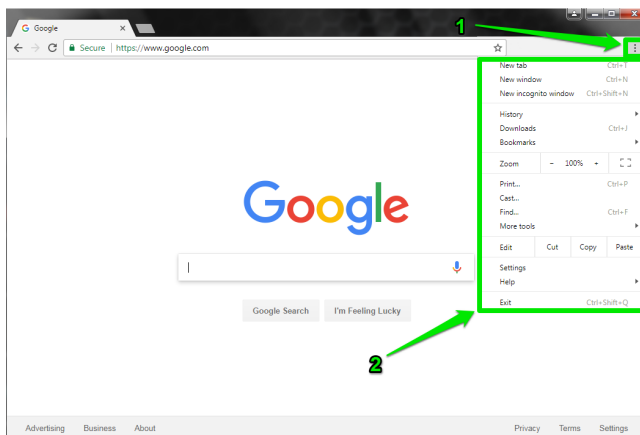 Google
1
Secure | https://www.google.com
New tab Ctrl+T
New window Ctrl+N
New incognito window Ctrl+Shift+N
History
Downloads Ctrl+J
Bookmarks
Zoom - 100% +
Print... Ctrl+P
Cast...
Find... Ctrl+F
More tools
Edit Cut Copy Paste
Settings
Help
Exit Ctrl+Shift+Q
Google
Google Search I'm Feeling Lucky
2
Advertising Business About Privacy Terms Settings